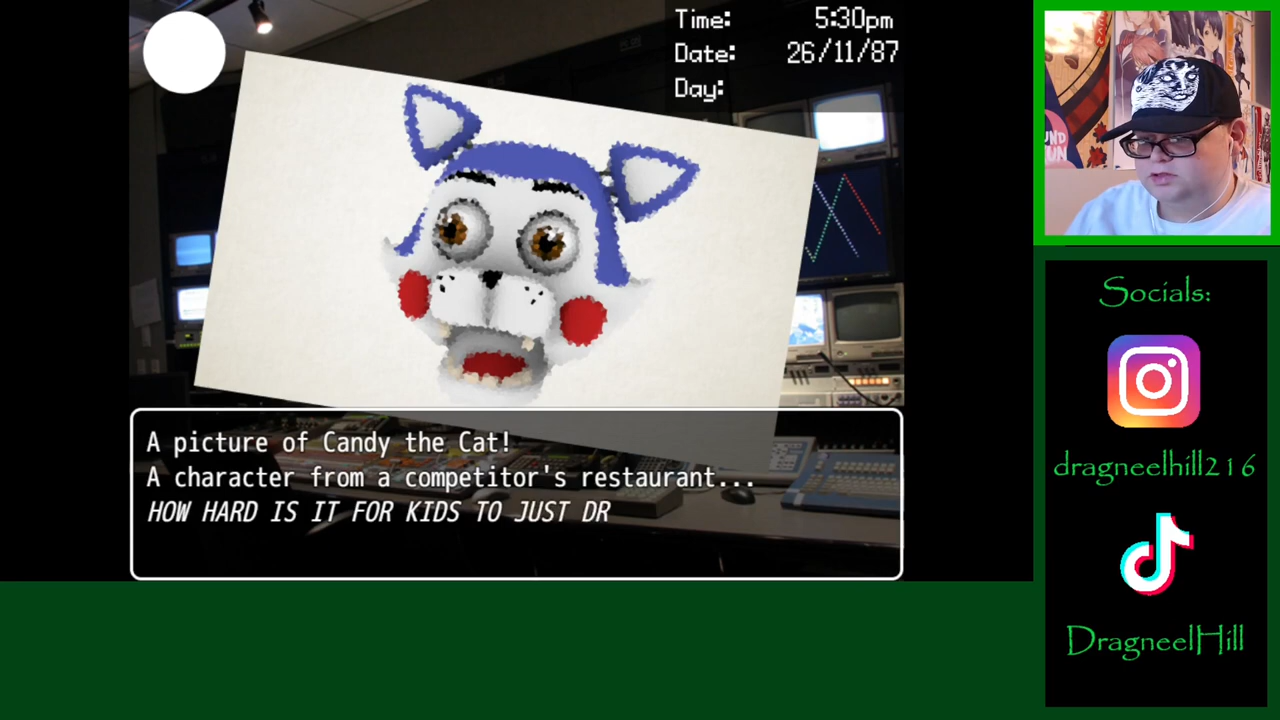 Time: 5:30pm
Date: 26/11/87
Day:
A picture of Candy the Cat!
A character from a competitor's restaurant...
HOW HARD IS IT FOR KIDS TO JUST DR
Socials:
dragneelhill216
DragneelHill